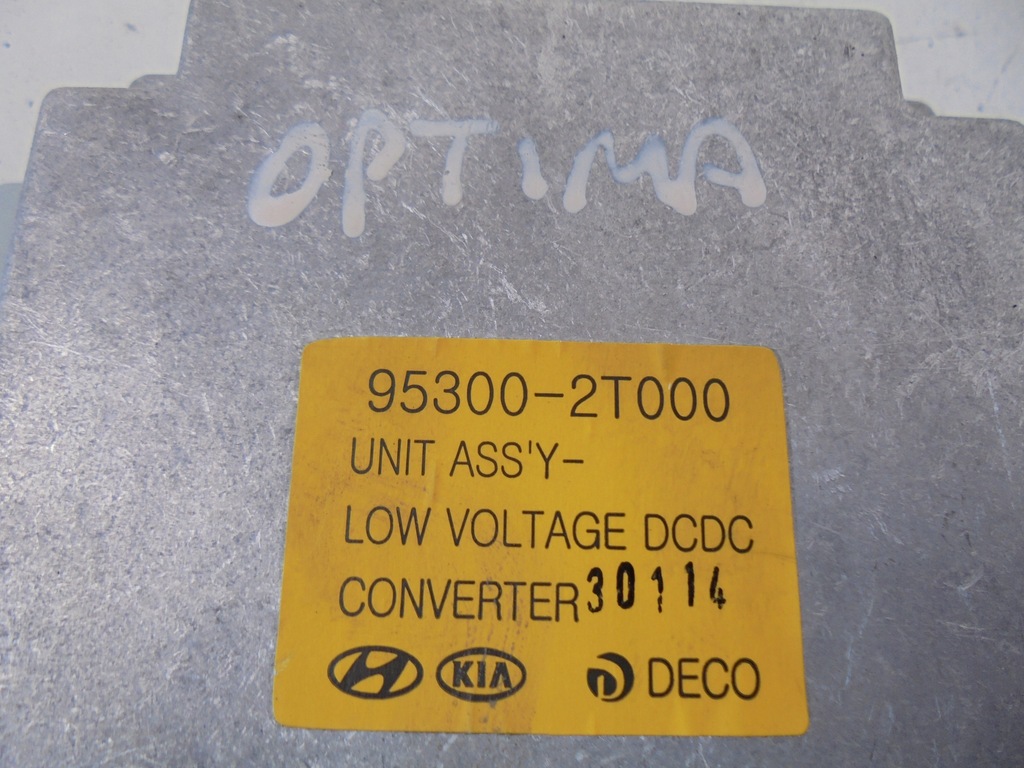 OPTIMA
95300-2T000
UNIT ASS'Y-
LOW VOLTAGE DCDC
CONVERTER 30114
KIA DECO